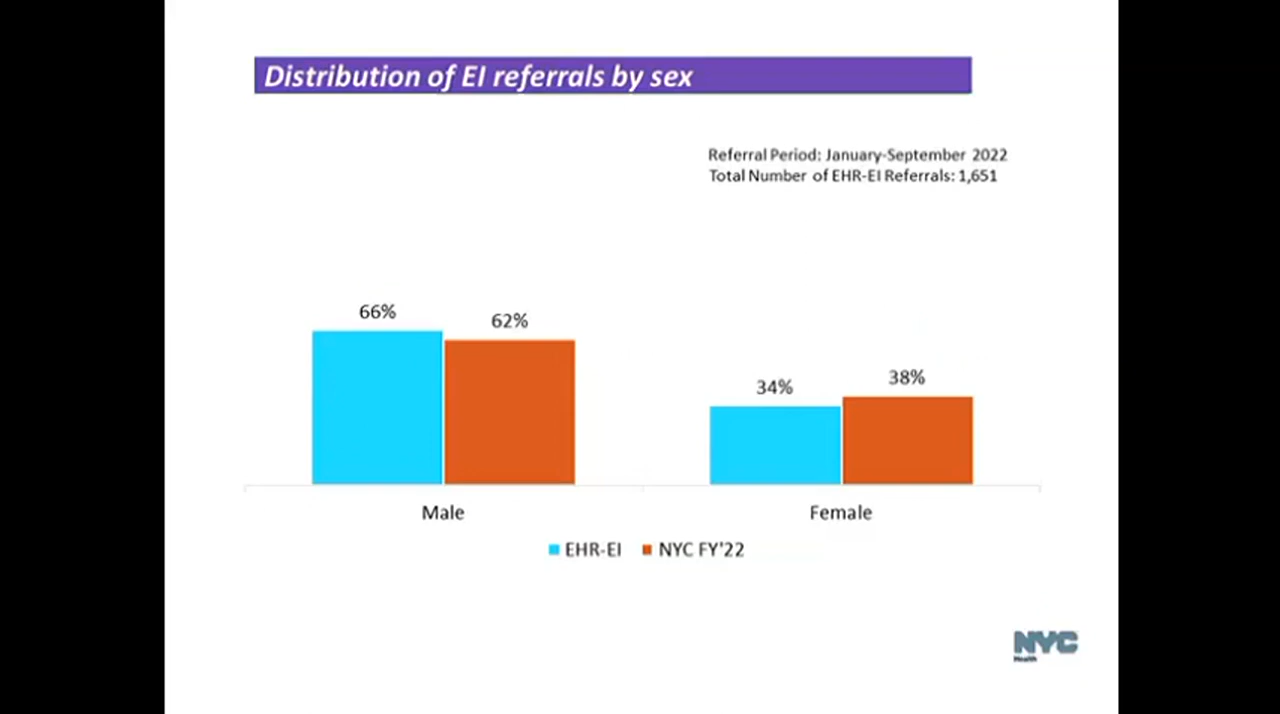 Distribution of EI referrals by sex
Referral Period: January-September 2022
Total Number of EHR-EI Referrals: 1,651
66%
62%
34%
38%
Male
Female
EHR-EI
NYC FY'22
NYC
Health